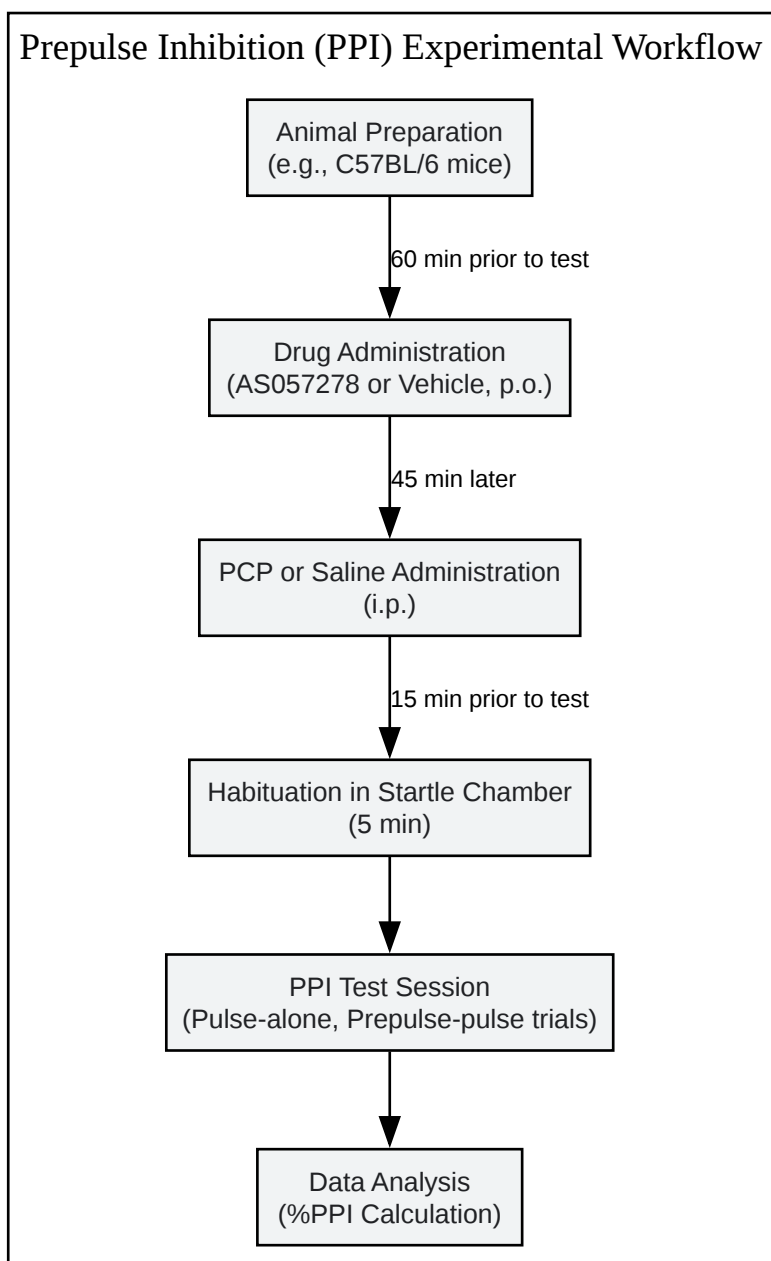 Prepulse Inhibition (PPI) Experimental Workflow
Animal Preparation
(e.g., C57BL/6 mice)
60 min prior to test
Drug Administration
(AS057278 or Vehicle, p.o.)
45 min later
PCP or Saline Administration
(i.p.)
15 min prior to test
Habituation in Startle Chamber
(5 min)
PPI Test Session
(Pulse-alone, Prepulse-pulse trials)
Data Analysis
(%PPI Calculation)